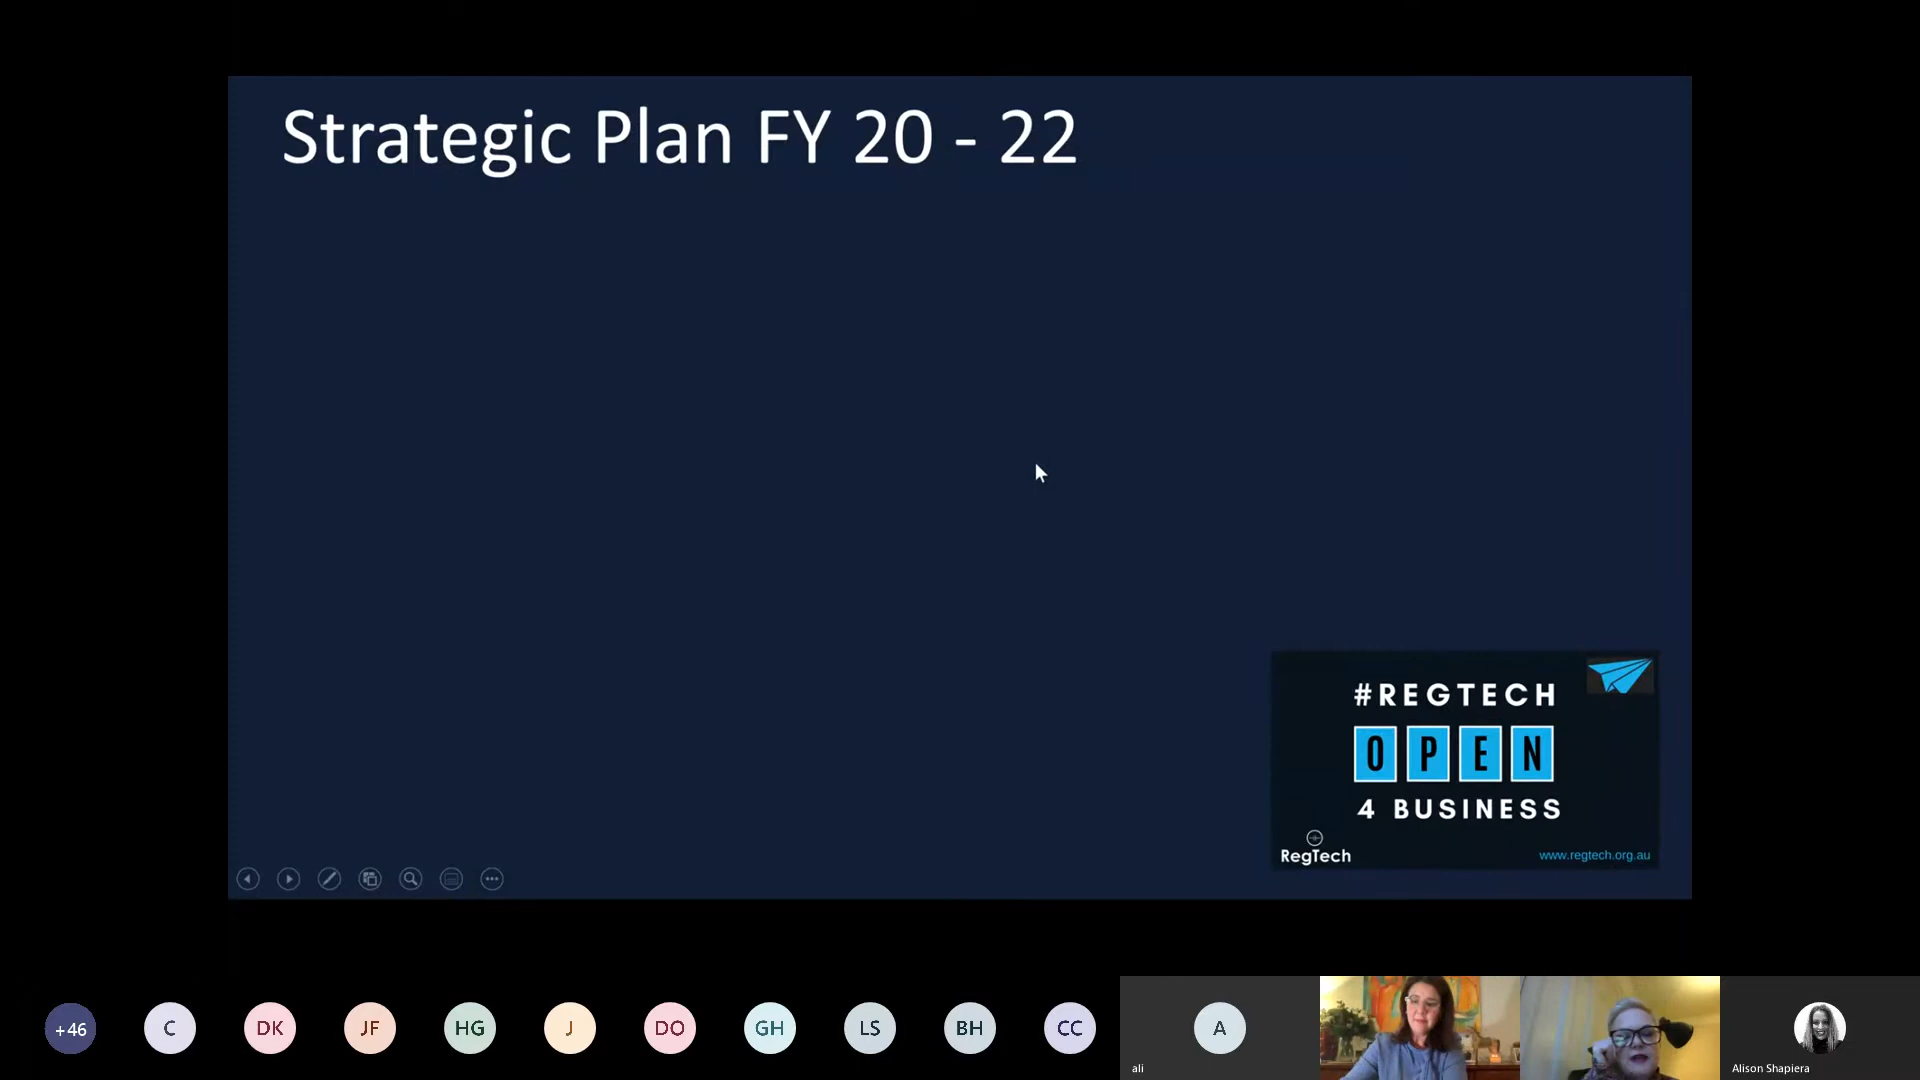 Strategic Plan FY 20 - 22
#REGTECH
OPEN
4 BUSINESS
RegTech
www.regtech.org.au
+46
C
DK
JF
HG
J
DO
GH
LS
BH
CC
A
ali
Alison Shapiera